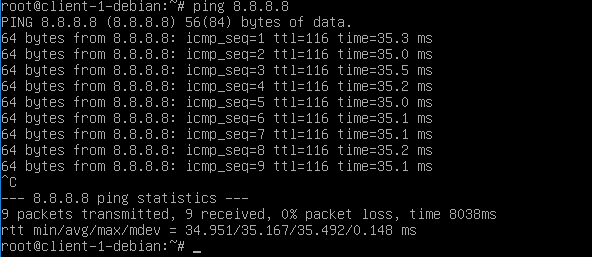 root@client-1-debian:~# ping 8.8.8.8
PING 8.8.8.8 (8.8.8.8) 56(84) bytes of data.
64 bytes from 8.8.8.8: icmp_seq=1 ttl=116 time=35.3 ms
64 bytes from 8.8.8.8: icmp_seq=2 ttl=116 time=35.0 ms
64 bytes from 8.8.8.8: icmp_seq=3 ttl=116 time=35.5 ms
64 bytes from 8.8.8.8: icmp_seq=4 ttl=116 time=35.2 ms
64 bytes from 8.8.8.8: icmp_seq=5 ttl=116 time=35.0 ms
64 bytes from 8.8.8.8: icmp_seq=6 ttl=116 time=35.1 ms
64 bytes from 8.8.8.8: icmp_seq=7 ttl=116 time=35.1 ms
64 bytes from 8.8.8.8: icmp_seq=8 ttl=116 time=35.2 ms
64 bytes from 8.8.8.8: icmp_seq=9 ttl=116 time=35.1 ms
^C
--- 8.8.8.8 ping statistics ---
9 packets transmitted, 9 received, 0% packet loss, time 8038ms
rtt min/avg/max/mdev = 34.951/35.167/35.492/0.148 ms
root@client-1-debian:~# _